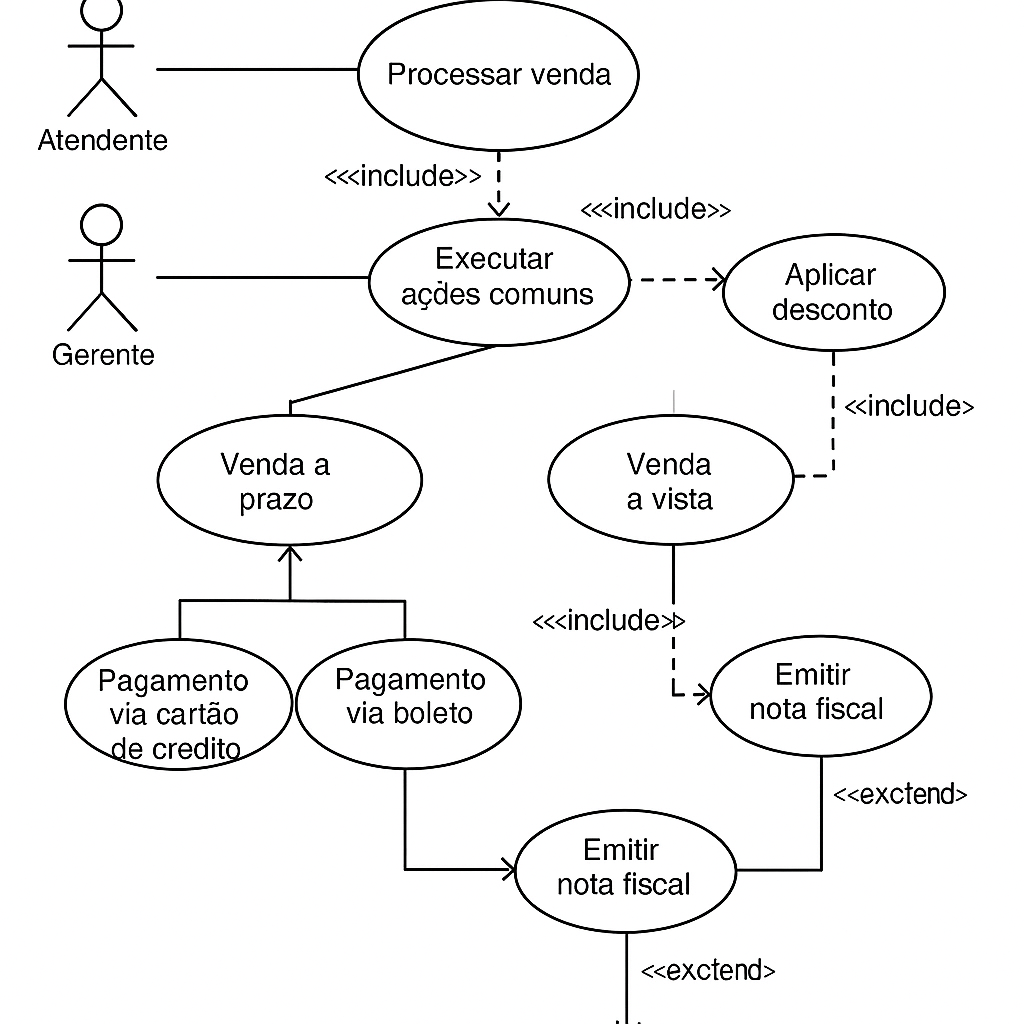 Processar venda
Atendente
<<<include>>
<<<include>>
Executar
ações comuns
Aplicar
desconto
Gerente
<<include>
Venda a
prazo
Venda
a vista
<<<include>>
Pagamento
via cartão
de credito
Pagamento
via boleto
Emitir
nota fiscal
<<exctend>
Emitir
nota fiscal
<<exctend>